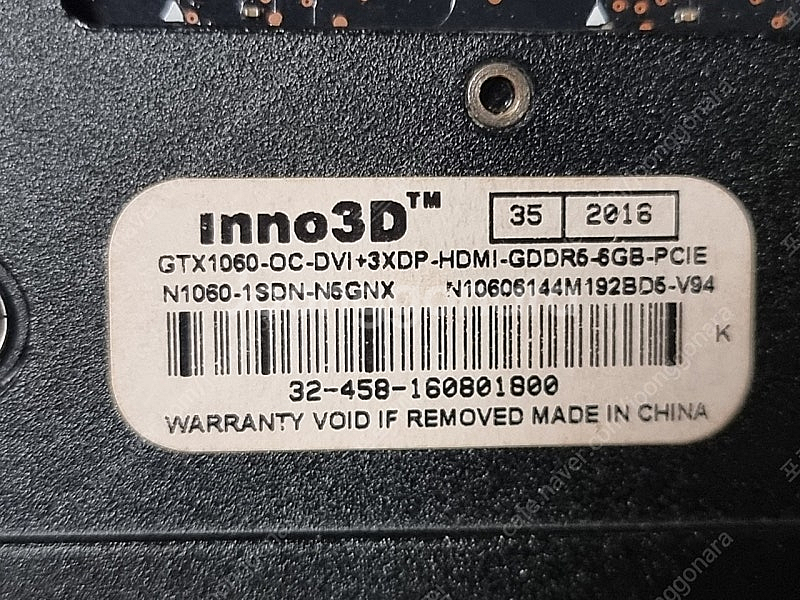 inno3D™ 35 2016
GTX1060-OC-DVI+3XDP-HDMI-GDDR5-6GB-PCIE
N1060-1SDN-N5GNX N10606144M192BD5-V94
K
32-458-160801800
WARRANTY VOID IF REMOVED MADE IN CHINA